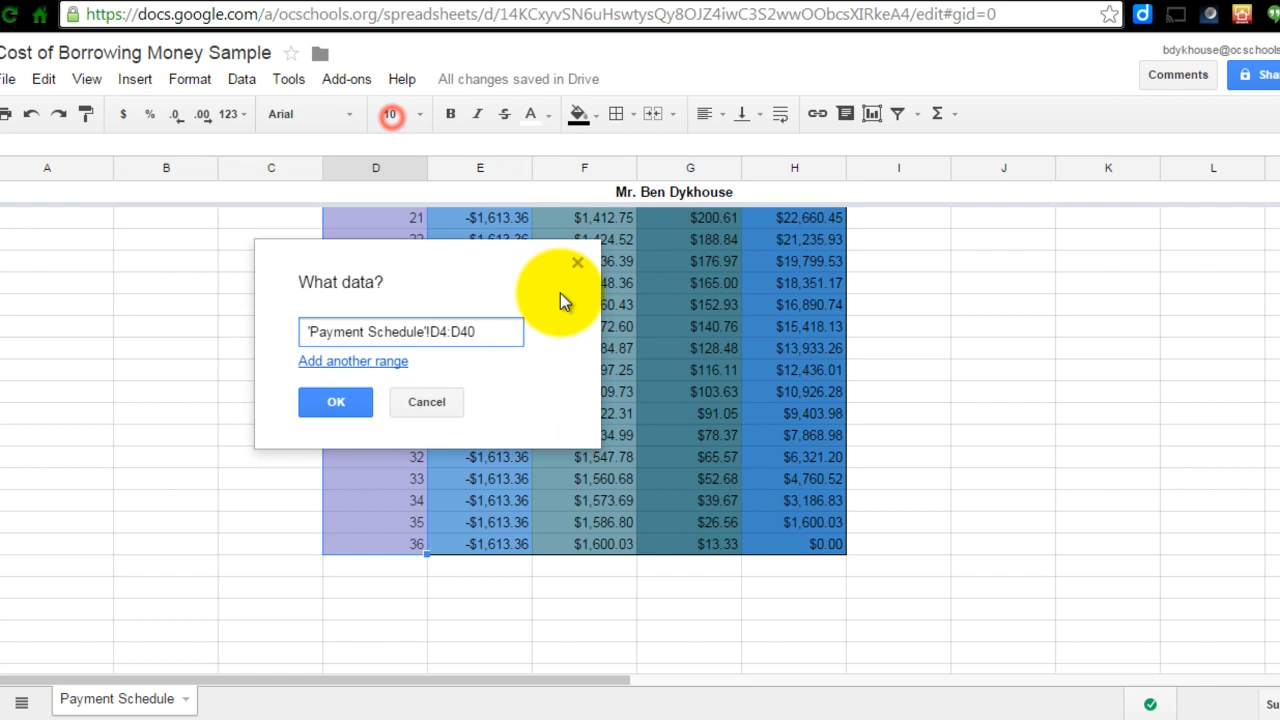 https://docs.google.com/a/ocschools.org/spreadsheets/d/14KCxyvSN6uHswtysQy8OJZ4iwC3S2wwOObcsXIRkeA4/edit#gid=0
Cost of Borrowing Money Sample
bdykhouse@ocschools
File Edit View Insert Format Data Tools Add-ons Help All changes saved in Drive
Comments Sha
$ % .0 .00 123 Arial 10 B I S A Σ
A B C D E F G H I J K L
Mr. Ben Dykhouse
21 -$1,613.36 $1,412.75 $200.61 $22,660.45
22 -$1,613.36 $1,424.52 $188.84 $21,235.93
36.39 $176.97 $19,799.53
What data?
48.36 $165.00 $18,351.17
60.43 $152.93 $16,890.74
'Payment Schedule'!D4:D40
72.60 $140.76 $15,418.13
84.87 $128.48 $13,933.26
Add another range
97.25 $116.11 $12,436.01
09.73 $103.63 $10,926.28
OK Cancel
22.31 $91.05 $9,403.98
34.99 $78.37 $7,868.98
32 -$1,613.36 $1,547.78 $65.57 $6,321.20
33 -$1,613.36 $1,560.68 $52.68 $4,760.52
34 -$1,613.36 $1,573.69 $39.67 $3,186.83
35 -$1,613.36 $1,586.80 $26.56 $1,600.03
36 -$1,613.36 $1,600.03 $13.33 $0.00
Payment Schedule
Su